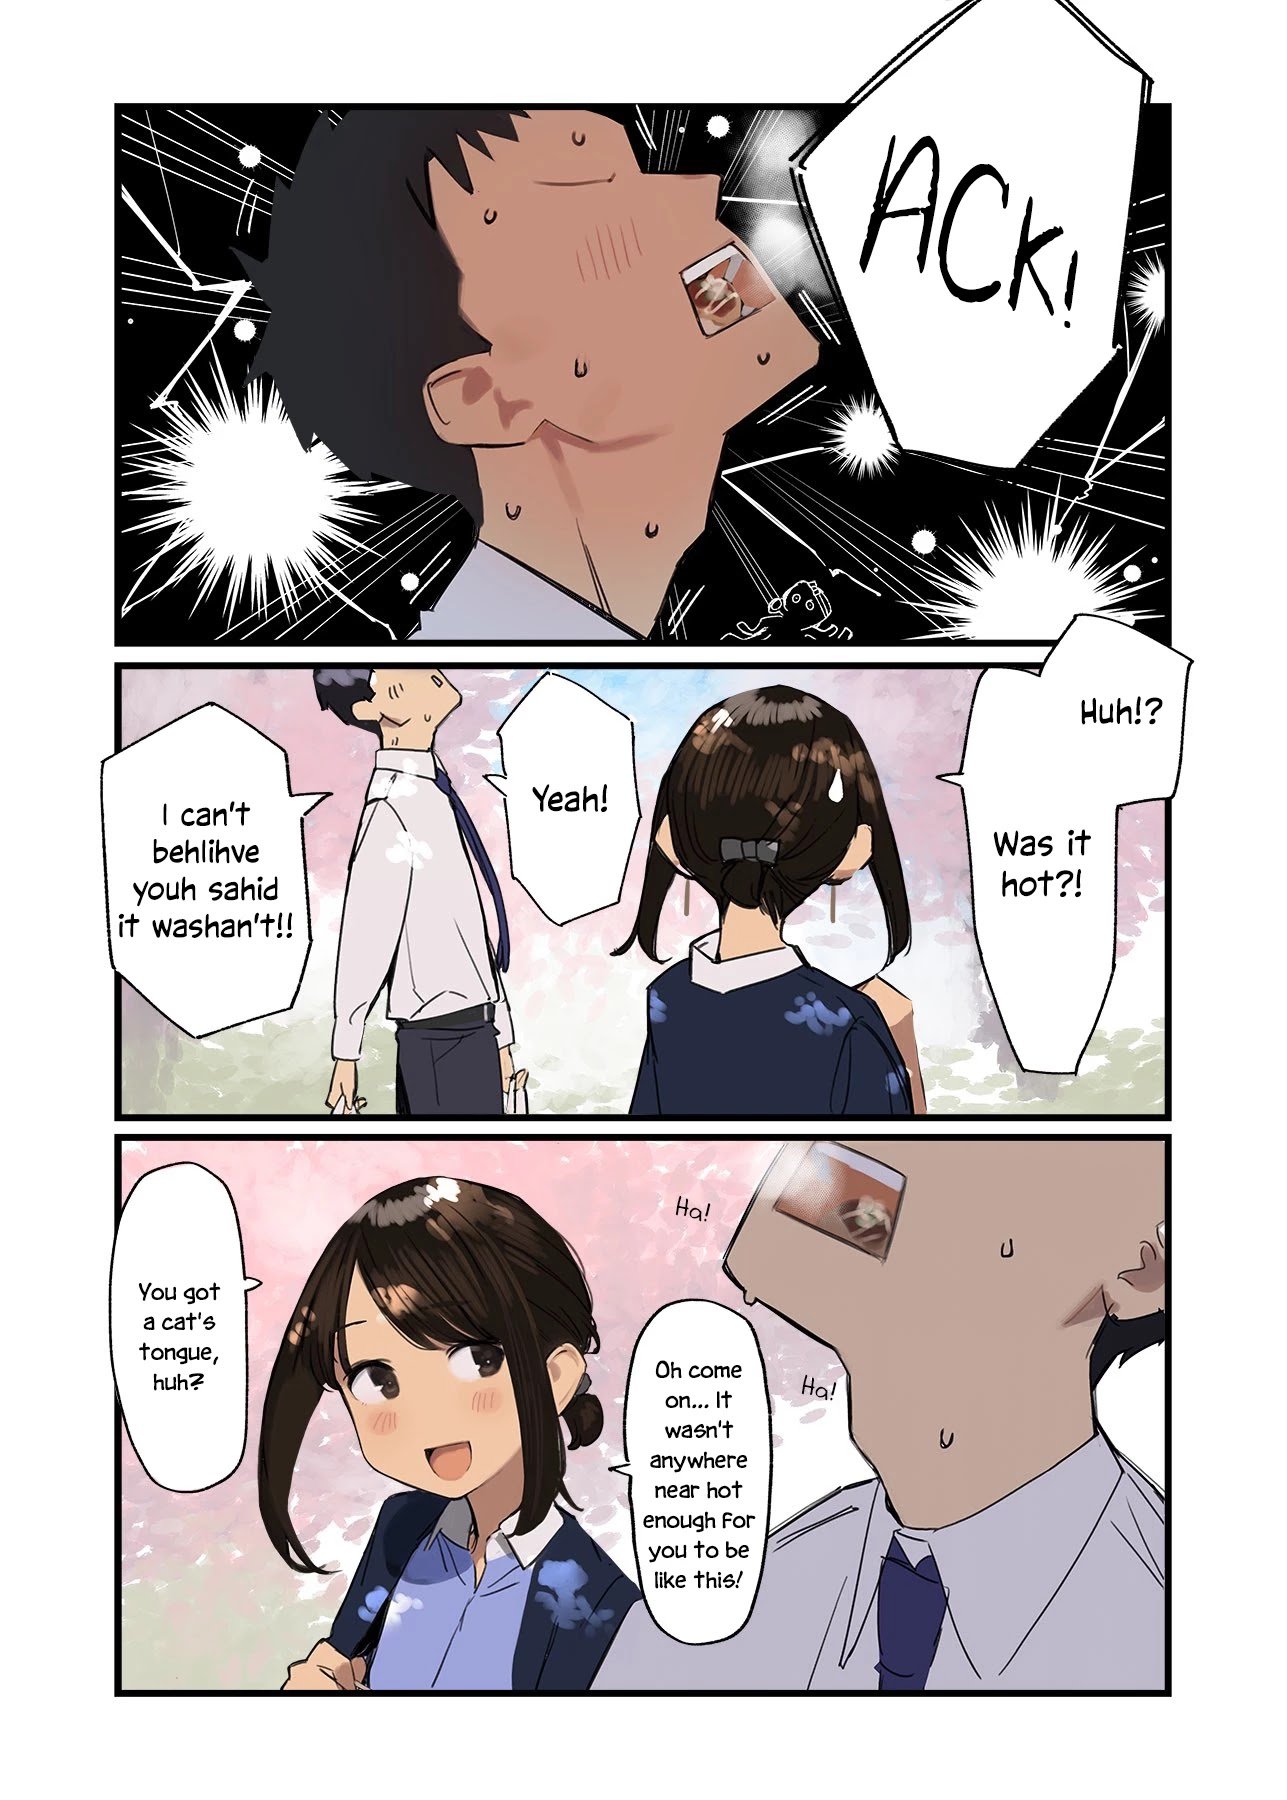 ACK!
Huh!?
Was it
hot?!
Yeah!
I can't
behlihve
youh sahid
it washan't!!
Ha!
Ha!
Oh come
on... It
wasn't
anywhere
near hot
enough for
you to be
like this!
You got
a cat's
tongue,
huh?